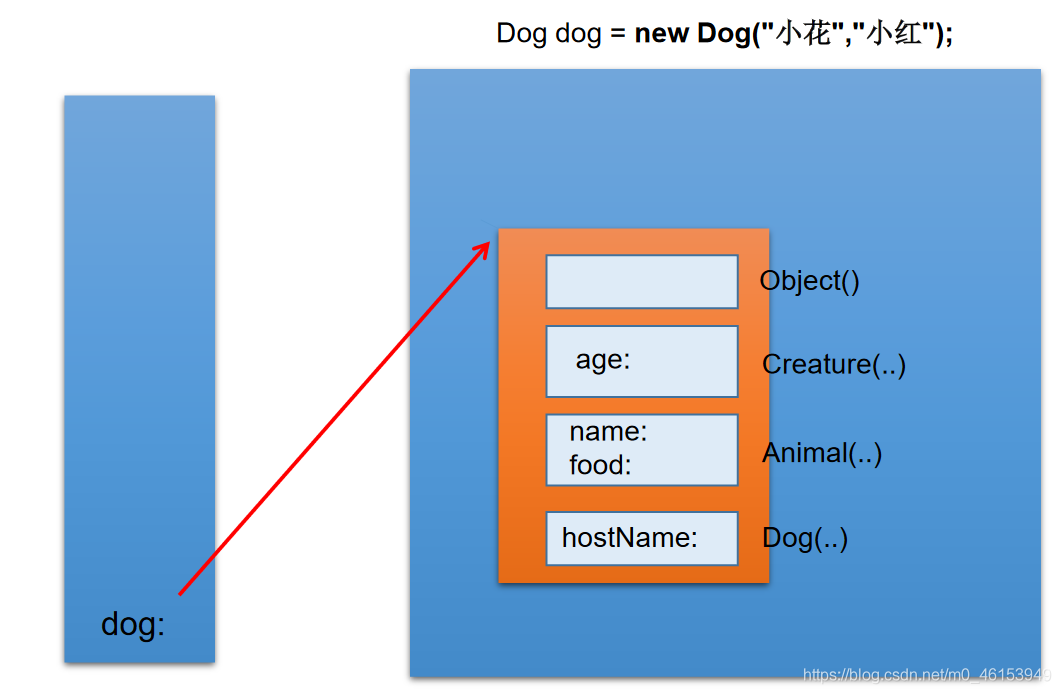 Dog dog = new Dog("小花","小红");
Object()
age:
Creature(..)
name:
food:
Animal(..)
hostName:
Dog(..)
dog:
https://blog.csdn.net/m0_46153949